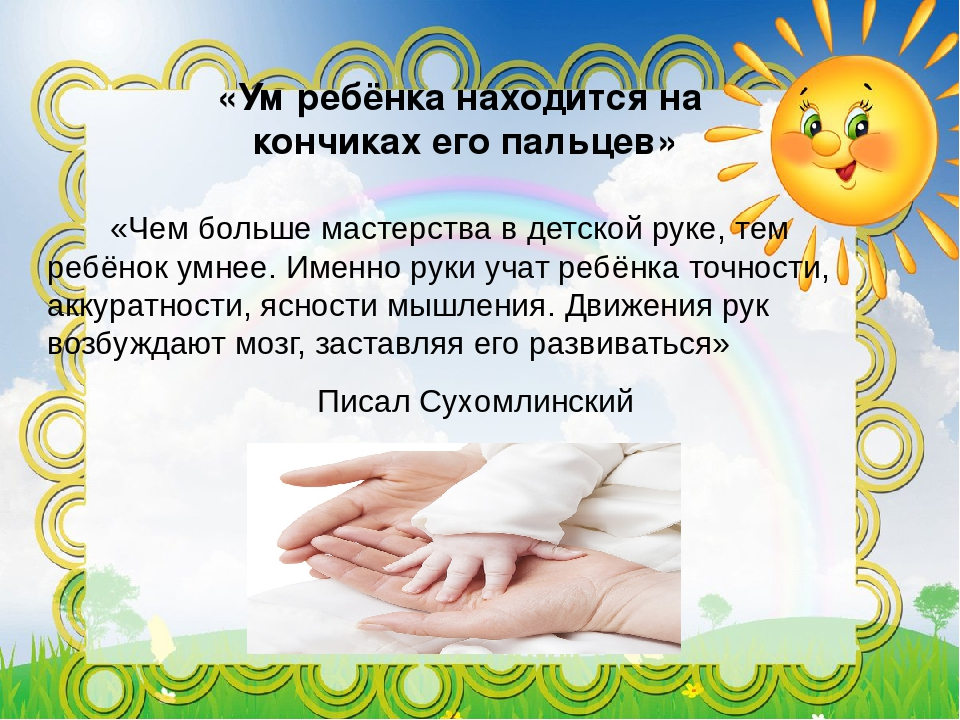 «Ум ребёнка находится на
кончиках его пальцев»
«Чем больше мастерства в детской руке, тем
ребёнок умнее. Именно руки учат ребёнка точности,
аккуратности, ясности мышления. Движения рук
возбуждают мозг, заставляя его развиваться»
Писал Сухомлинский